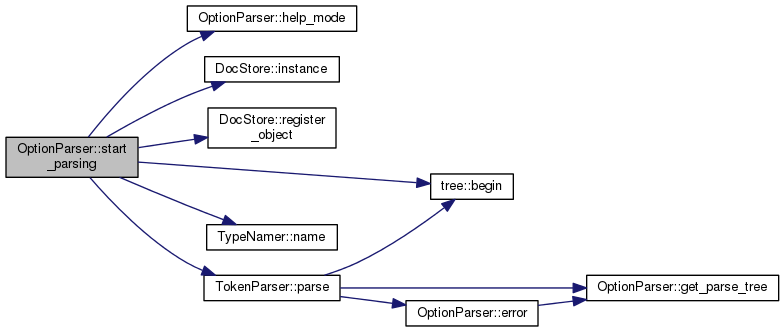 OptionParser::help_mode
DocStore::instance
DocStore::register
_object
OptionParser::start
_parsing
tree::begin
TypeNamer::name
TokenParser::parse
OptionParser::get_parse_tree
OptionParser::error